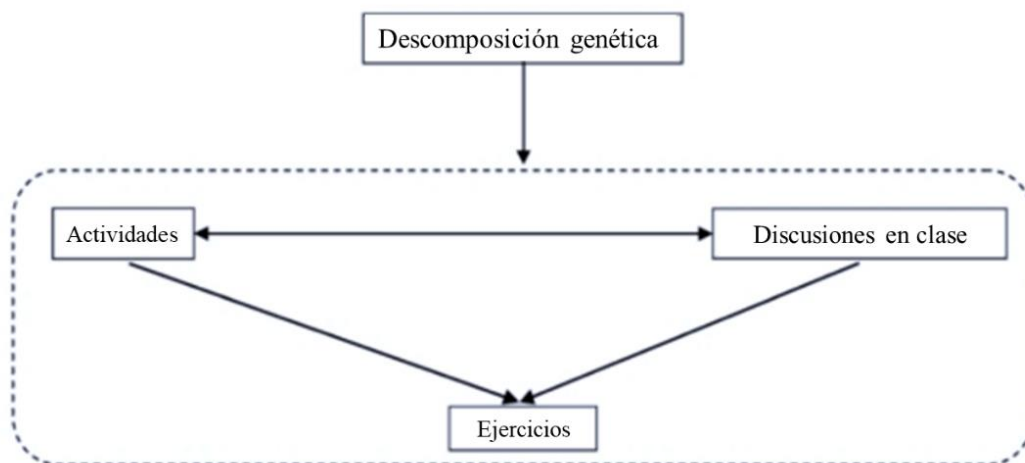 Descomposición genética
Actividades
Discusiones en clase
Ejercicios